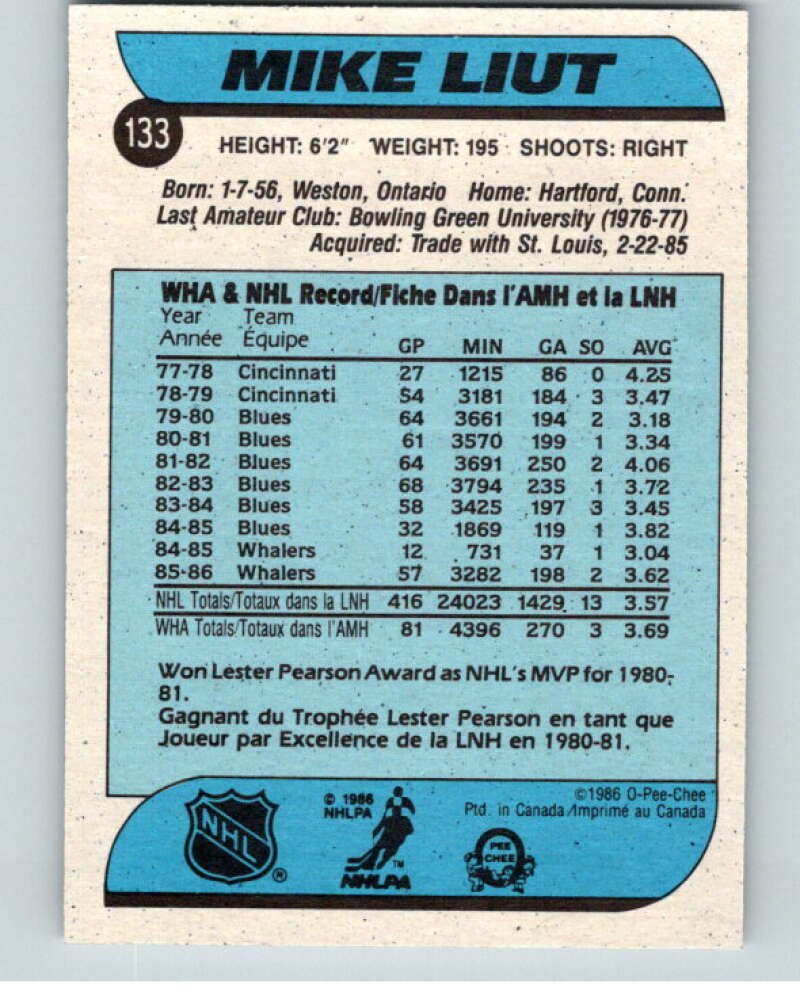 MIKE LIUT
133
HEIGHT: 6'2" WEIGHT: 195 SHOOTS: RIGHT
Born: 1-7-56, Weston, Ontario Home: Hartford, Conn.
Last Amateur Club: Bowling Green University (1976-77)
Acquired: Trade with St. Louis, 2-22-85
WHA & NHL Record/Fiche Dans l'AMH et la LNH
Year Team
Année Équipe GP MIN GA SO AVG
77-78 Cincinnati 27 1215 86 0 4.25
78-79 Cincinnati 54 3181 184 3 3.47
79-80 Blues 64 3661 194 2 3.18
80-81 Blues 61 3570 199 1 3.34
81-82 Blues 64 3691 250 2 4.06
82-83 Blues 68 3794 235 1 3.72
83-84 Blues 58 3425 197 3 3.45
84-85 Blues 32 1869 119 1 3.82
84-85 Whalers 12 731 37 1 3.04
85-86 Whalers 57 3282 198 2 3.62
NHL Totals/Totaux dans la LNH 416 24023 1429 13 3.57
WHA Totals/Totaux dans l'AMH 81 4396 270 3 3.69
Won Lester Pearson Award as NHL's MVP for 1980-
81.
Gagnant du Trophée Lester Pearson en tant que
Joueur par Excellence de la LNH en 1980-81.
NHL ®
© 1986
NHLPA
TM
NHLPA
©1986 O-Pee-Chee
Ptd. in Canada/Imprimé au Canada
PEE
CHEE